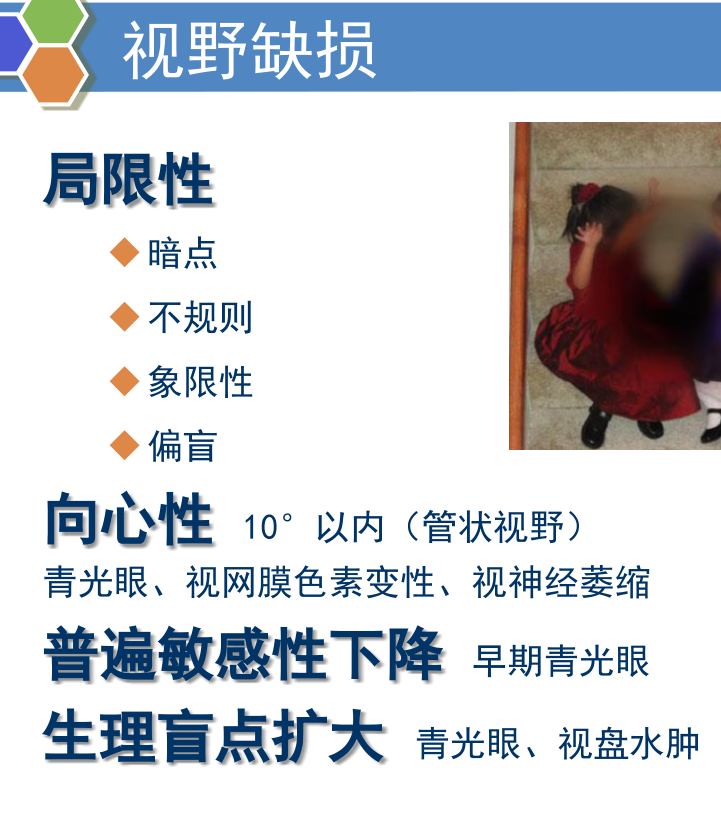 视野缺损
局限性
暗点
不规则
象限性
偏盲
向心性 10°以内（管状视野）
青光眼、视网膜色素变性、视神经萎缩
普遍敏感性下降 早期青光眼
生理盲点扩大 青光眼、视盘水肿